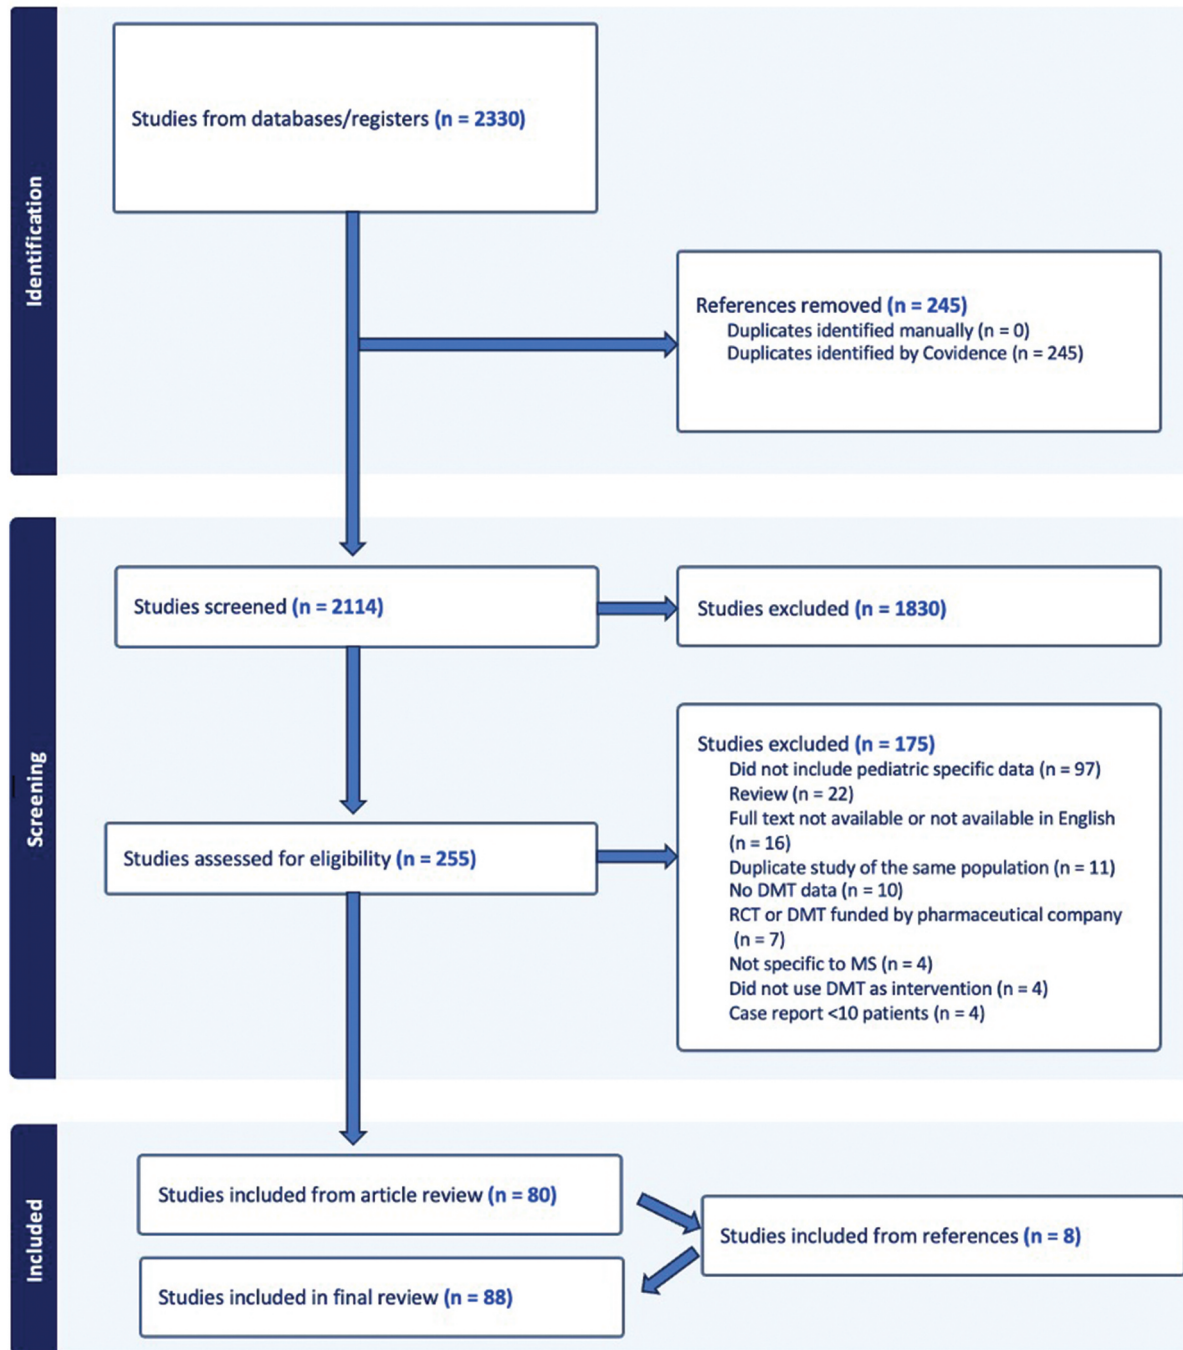 Identification
Studies from databases/registers (n = 2330)
References removed (n = 245)
Duplicates identified manually (n = 0)
Duplicates identified by Covidence (n = 245)
Screening
Studies screened (n = 2114)
Studies excluded (n = 1830)
Studies assessed for eligibility (n = 255)
Studies excluded (n = 175)
Did not include pediatric specific data (n = 97)
Review (n = 22)
Full text not available or not available in English
(n = 16)
Duplicate study of the same population (n = 11)
No DMT data (n = 10)
RCT or DMT funded by pharmaceutical company
(n = 7)
Not specific to MS (n = 4)
Did not use DMT as intervention (n = 4)
Case report <10 patients (n = 4)
Included
Studies included from article review (n = 80)
Studies included from references (n = 8)
Studies included in final review (n = 88)